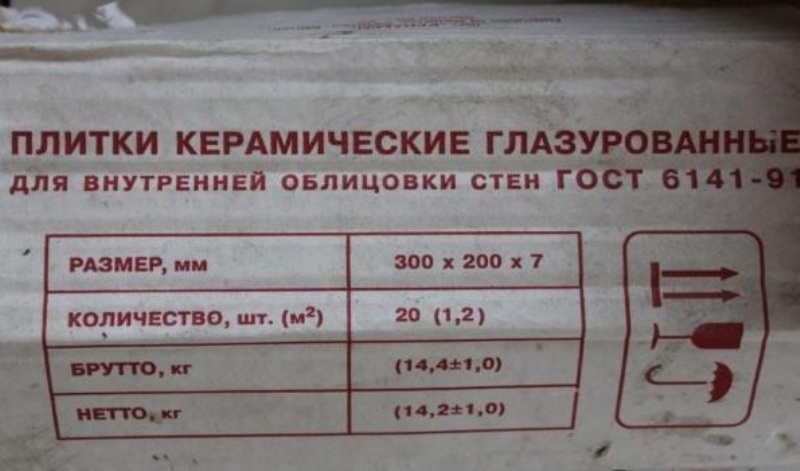 ПЛИТКИ КЕРАМИЧЕСКИЕ ГЛАЗУРОВАННЫЕ
ДЛЯ ВНУТРЕННЕЙ ОБЛИЦОВКИ СТЕН ГОСТ 6141-91
РАЗМЕР, мм 300 х 200 х 7
КОЛИЧЕСТВО, шт. (м²) 20 (1,2)
БРУТТО, кг (14,4±1,0)
НЕТТО, кг (14,2±1,0)